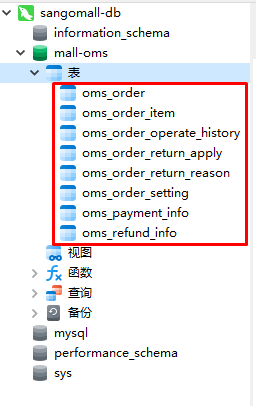 sangomall-db
information_schema
mall-oms
表
oms_order
oms_order_item
oms_order_operate_history
oms_order_return_apply
oms_order_return_reason
oms_order_setting
oms_payment_info
oms_refund_info
视图
函数
查询
备份
mysql
performance_schema
sys